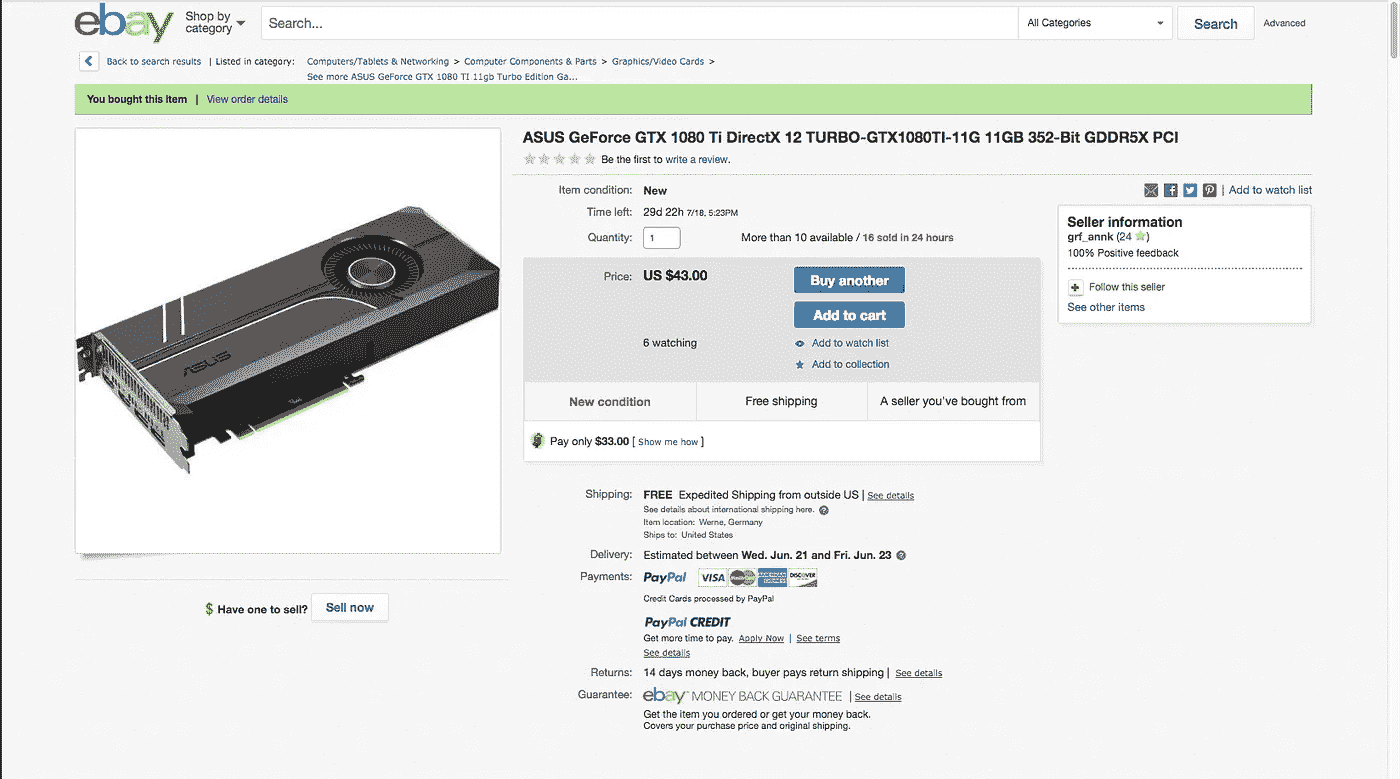 ebay
Shop by category
Search...
All Categories
Search
Advanced
Back to search results | Listed in category: Computers/Tablets & Networking > Computer Components & Parts > Graphics/Video Cards >
See more ASUS GeForce GTX 1080 TI 11gb Turbo Edition Ga...
You bought this item | View order details
ASUS GeForce GTX 1080 Ti DirectX 12 TURBO-GTX1080TI-11G 11GB 352-Bit GDDR5X PCI
Be the first to write a review.
Item condition: New
| Add to watch list
Time left: 29d 22h 7/18, 5:23PM
Quantity: 1 More than 10 available / 16 sold in 24 hours
Price: US $43.00
Buy another
Add to cart
6 watching
Add to watch list
Add to collection
New condition
Free shipping
A seller you've bought from
Pay only $33.00 [ Show me how ]
Seller information
grf_annk (24)
100% Positive feedback
Follow this seller
See other items
ASUS
Shipping: FREE Expedited Shipping from outside US | See details
See details about international shipping here.
Item location: Werne, Germany
Ships to: United States
Delivery: Estimated between Wed. Jun. 21 and Fri. Jun. 23
Payments: PayPal VISA MasterCard AMERICAN EXPRESS DISCOVER
Credit Cards processed by PayPal
PayPal CREDIT
Get more time to pay. Apply Now | See terms
See details
Returns: 14 days money back, buyer pays return shipping | See details
Guarantee: ebay MONEY BACK GUARANTEE | See details
Get the item you ordered or get your money back.
Covers your purchase price and original shipping.
$ Have one to sell? Sell now